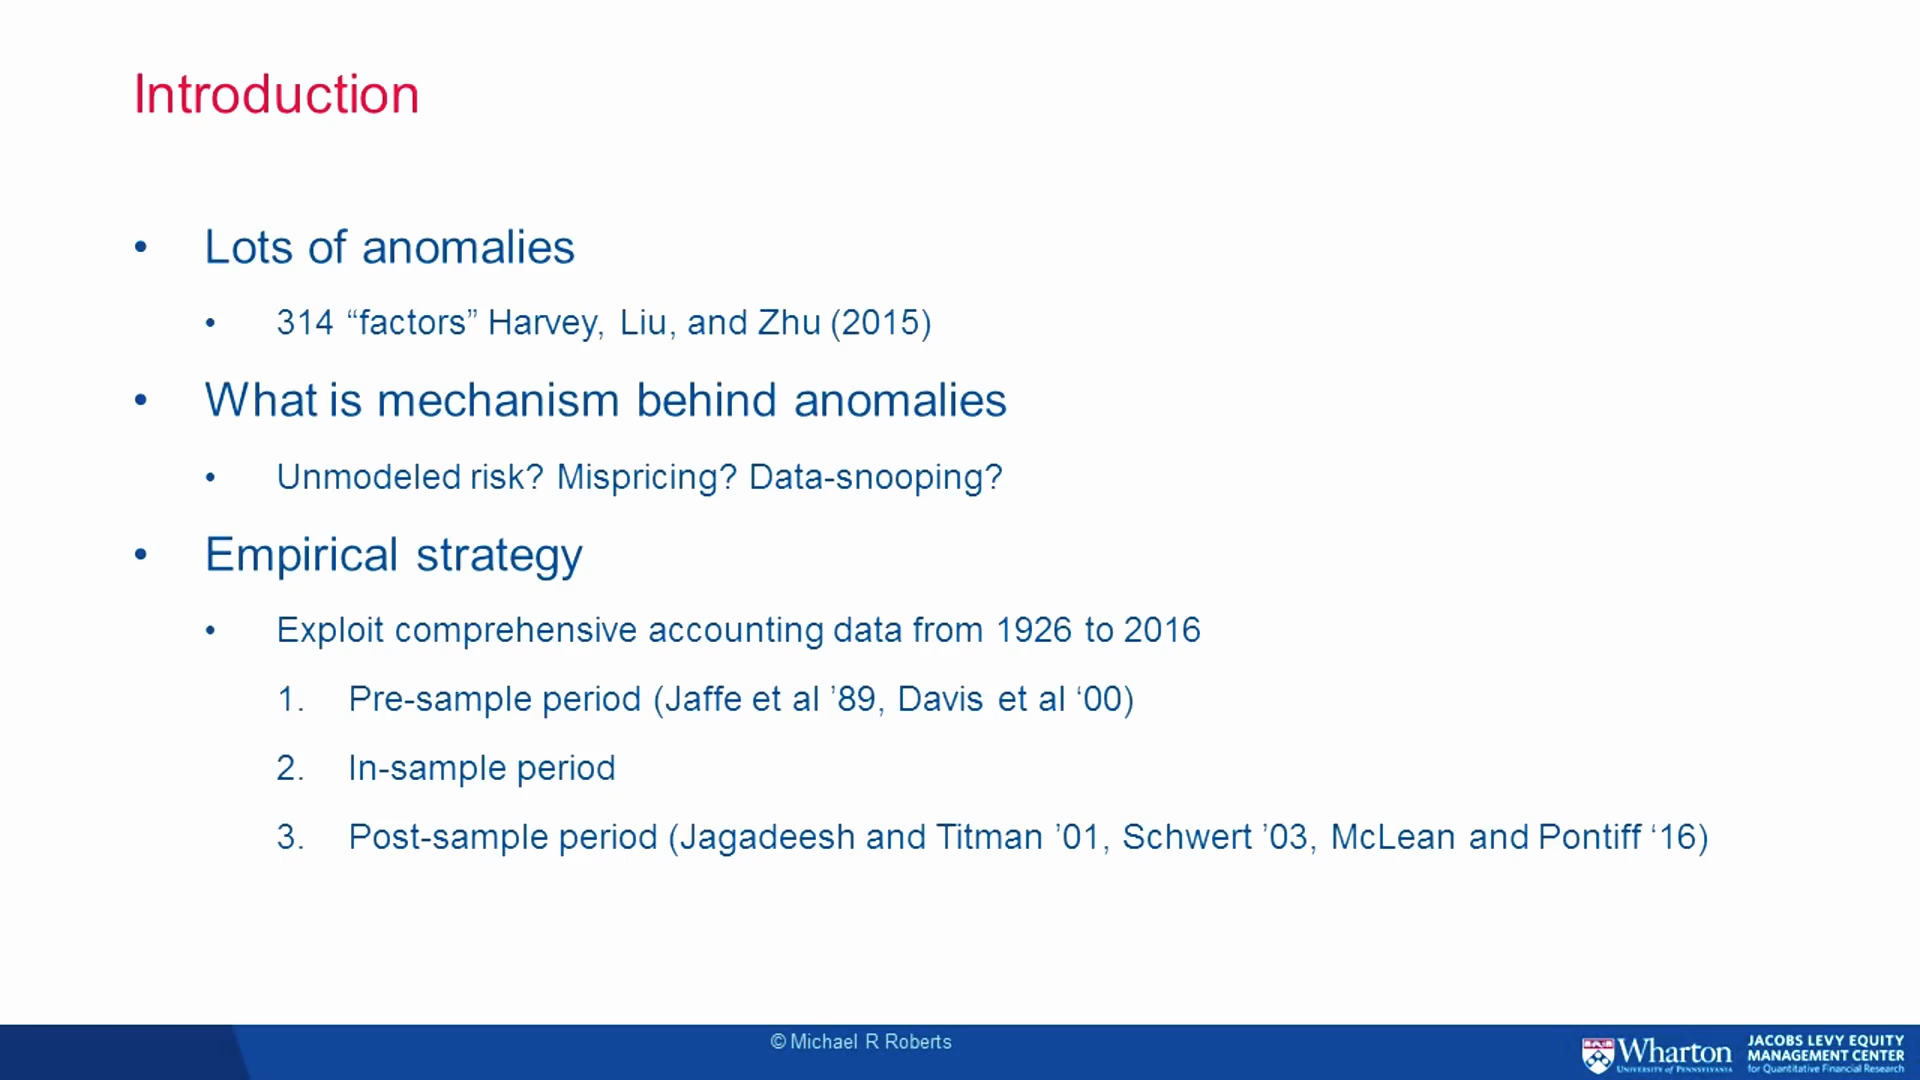 Introduction
• Lots of anomalies
• 314 “factors” Harvey, Liu, and Zhu (2015)
• What is mechanism behind anomalies
• Unmodeled risk? Mispricing? Data-snooping?
• Empirical strategy
• Exploit comprehensive accounting data from 1926 to 2016
1. Pre-sample period (Jaffe et al ’89, Davis et al ‘00)
2. In-sample period
3. Post-sample period (Jagadeesh and Titman ’01, Schwert ’03, McLean and Pontiff ‘16)
© Michael R Roberts
Wharton
UNIVERSITY of PENNSYLVANIA
JACOBS LEVY EQUITY
MANAGEMENT CENTER
for Quantitative Financial Research